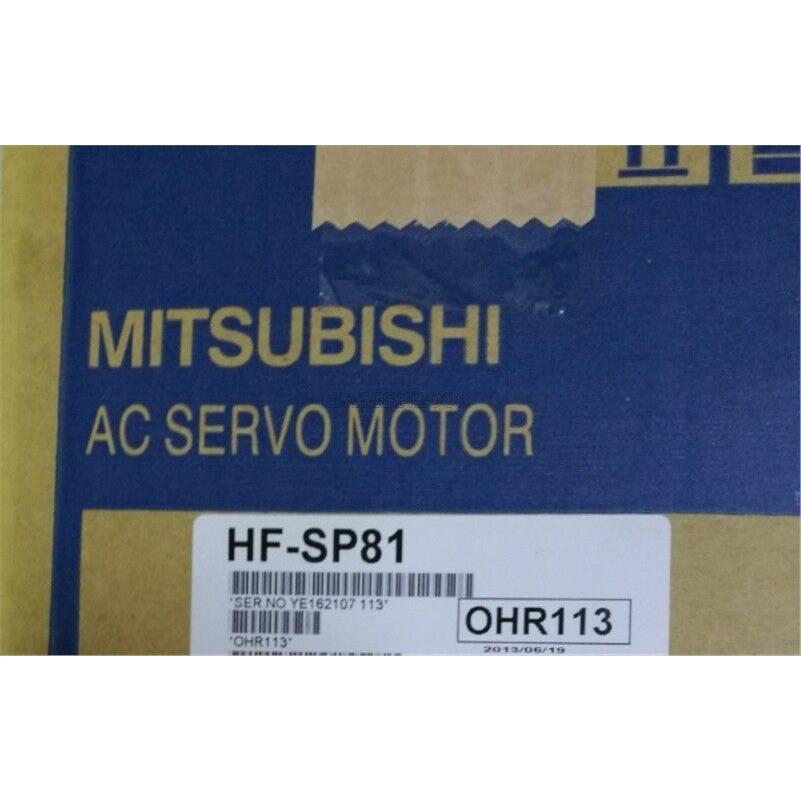 MITSUBISHI
AC SERVO MOTOR
HF-SP81
*SER.NO YE162107 113*
OHR113
*OHR113*
2013/06/19